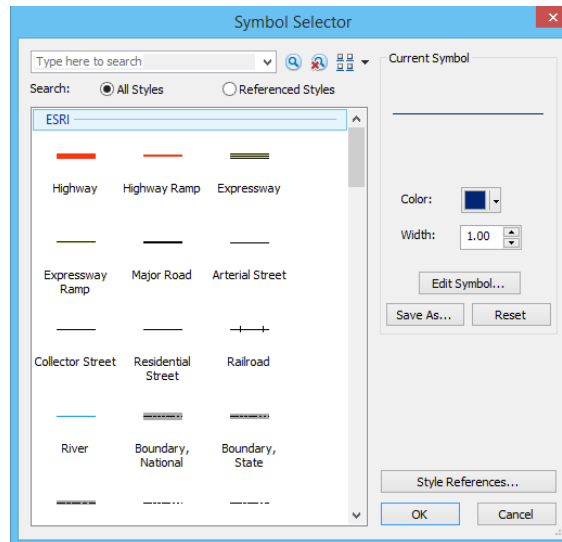 Symbol Selector
Type here to search
Search:
All Styles
Referenced Styles
ESRI
Highway
Highway Ramp
Expressway
Expressway
Ramp
Major Road
Arterial Street
Collector Street
Residential
Street
Railroad
River
Boundary,
National
Boundary,
State
Current Symbol
Color:
Width:
1.00
Edit Symbol...
Save As...
Reset
Style References...
OK
Cancel